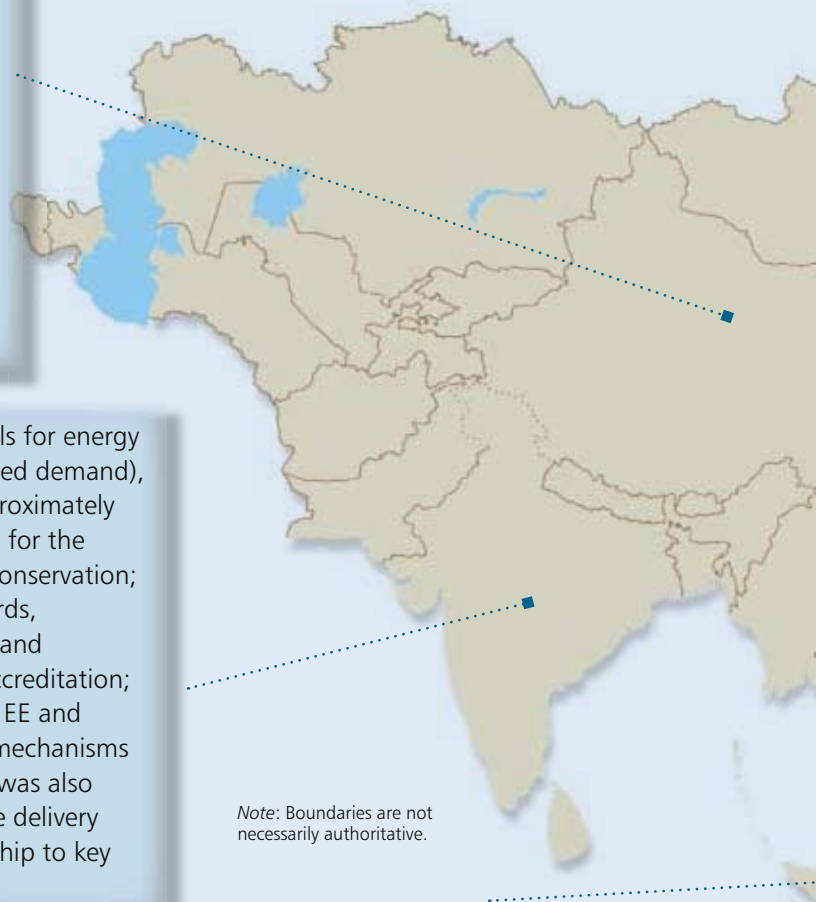 ls for energy
ed demand),
roximately
for the
onservation;
rds,
and
ccreditation;
EE and
mechanisms
was also
e delivery
hip to key
Note: Boundaries are not
necessarily authoritative.